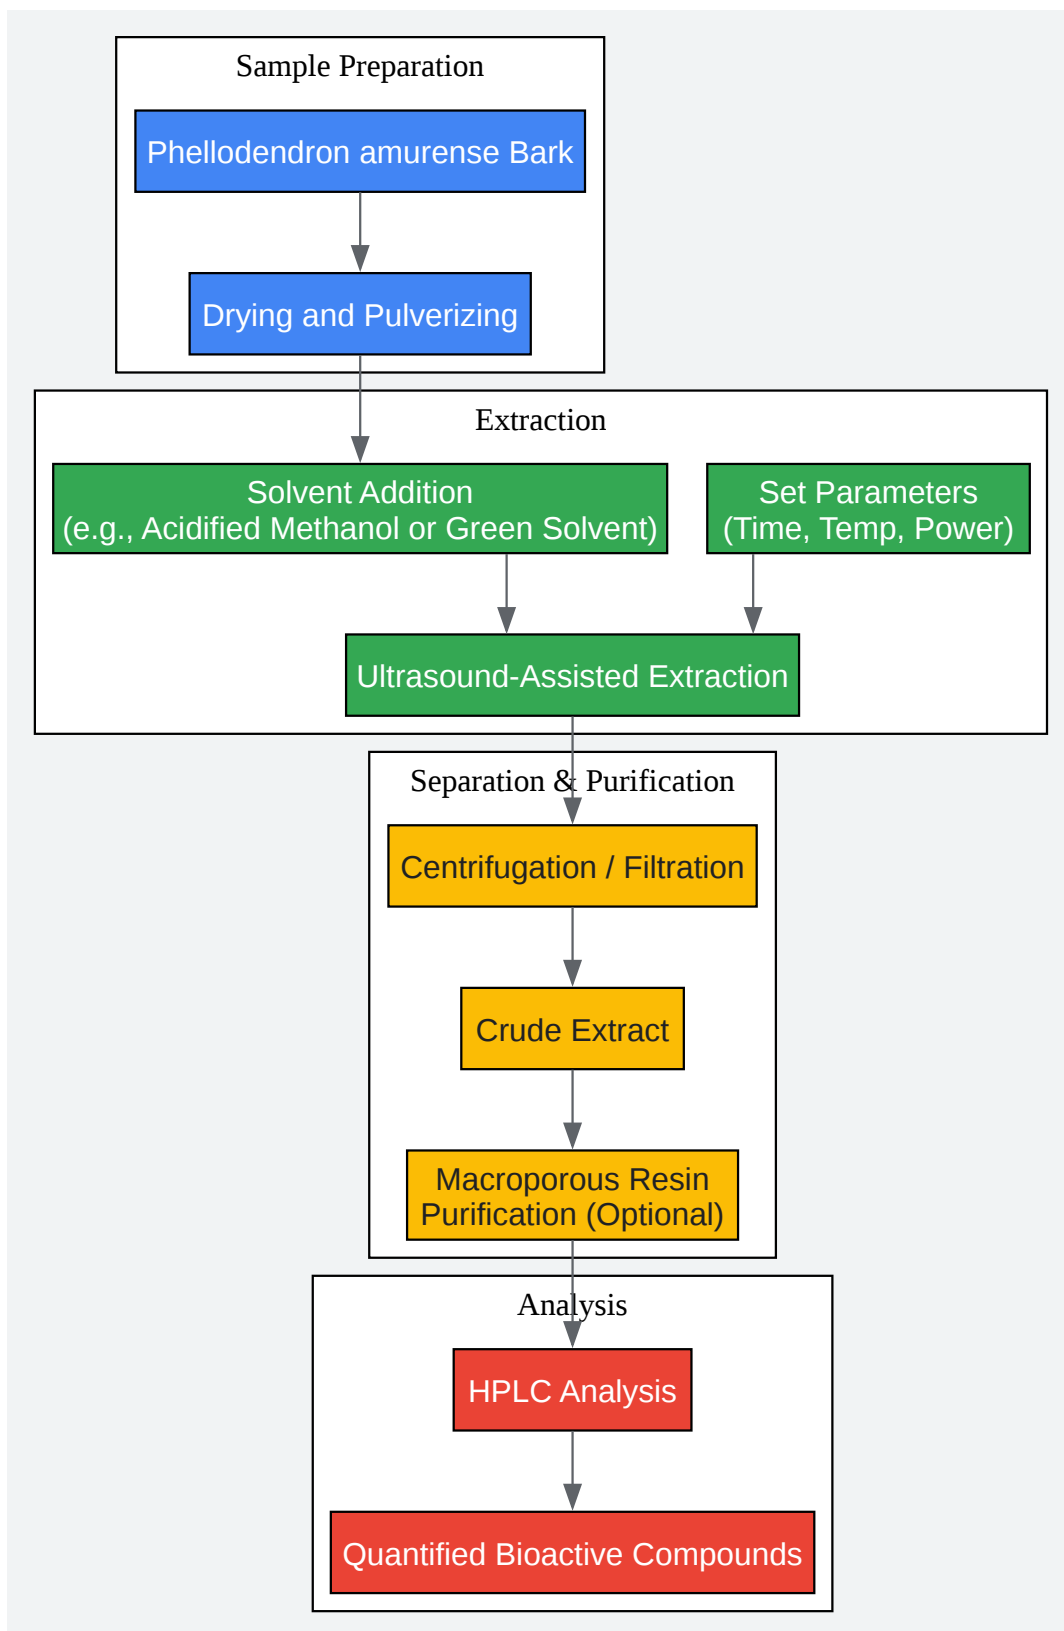 Sample Preparation
Phellodendron amurense Bark
Drying and Pulverizing
Extraction
Solvent Addition
(e.g., Acidified Methanol or Green Solvent)
Set Parameters
(Time, Temp, Power)
Ultrasound-Assisted Extraction
Separation & Purification
Centrifugation / Filtration
Crude Extract
Macroporous Resin
Purification (Optional)
Analysis
HPLC Analysis
Quantified Bioactive Compounds